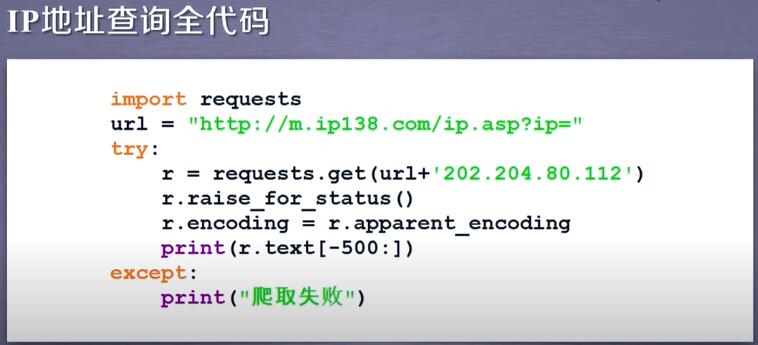 IP地址查询全代码
import requests
url = "http://m.ip138.com/ip.asp?ip="
try:
    r = requests.get(url+'202.204.80.112')
    r.raise_for_status()
    r.encoding = r.apparent_encoding
    print(r.text[-500:])
except:
    print("爬取失败")